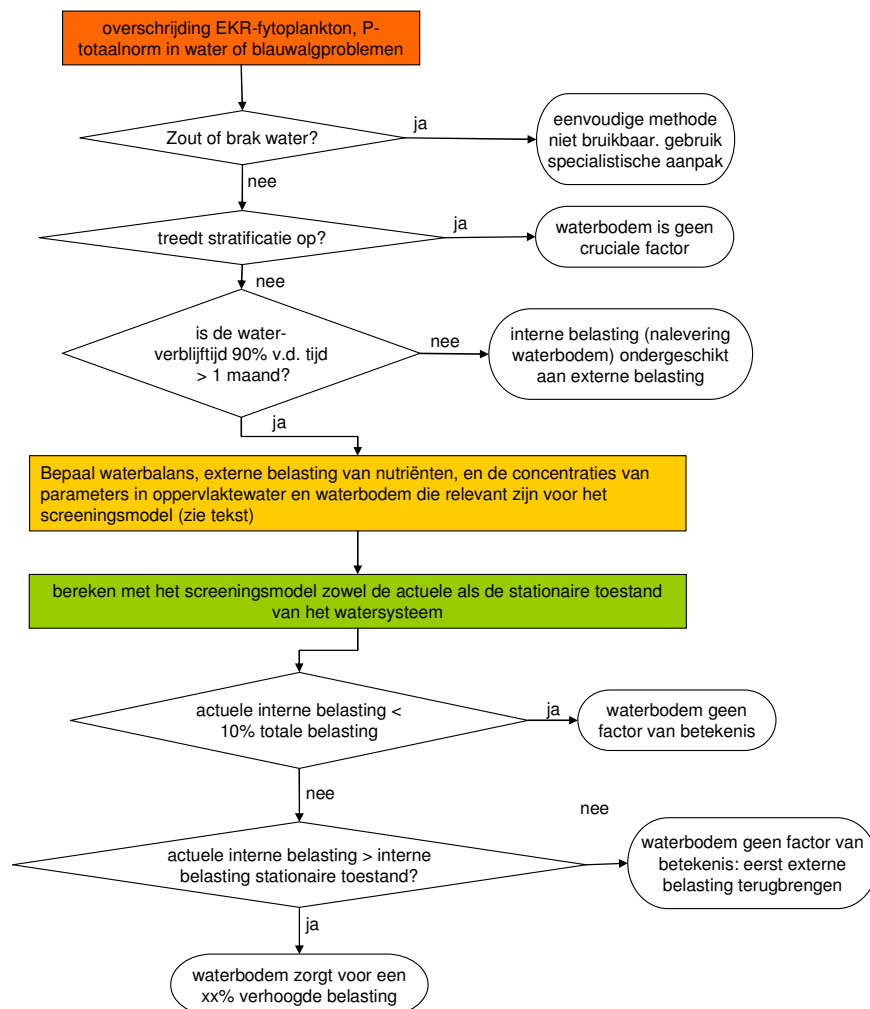 overschrijding EKR-fytoplankton, P-
totaalnorm in water of blauwalgproblemen
Zout of brak water?
ja
eenvoudige methode
niet bruikbaar. gebruik
specialistische aanpak
nee
treedt stratificatie op?
ja
waterbodem is geen
cruciale factor
nee
is de water-
verblijftijd 90% v.d. tijd
> 1 maand?
nee
interne belasting (nalevering
waterbodem) ondergeschikt
aan externe belasting
ja
Bepaal waterbalans, externe belasting van nutriënten, en de concentraties van
parameters in oppervlaktewater en waterbodem die relevant zijn voor het
screeningsmodel (zie tekst)
bereken met het screeningsmodel zowel de actuele als de stationaire toestand
van het watersysteem
actuele interne belasting <
10% totale belasting
ja
waterbodem geen
factor van betekenis
nee
nee
actuele interne belasting > interne
belasting stationaire toestand?
waterbodem geen factor van
betekenis: eerst externe
belasting terugbrengen
ja
waterbodem zorgt voor een
xx% verhoogde belasting